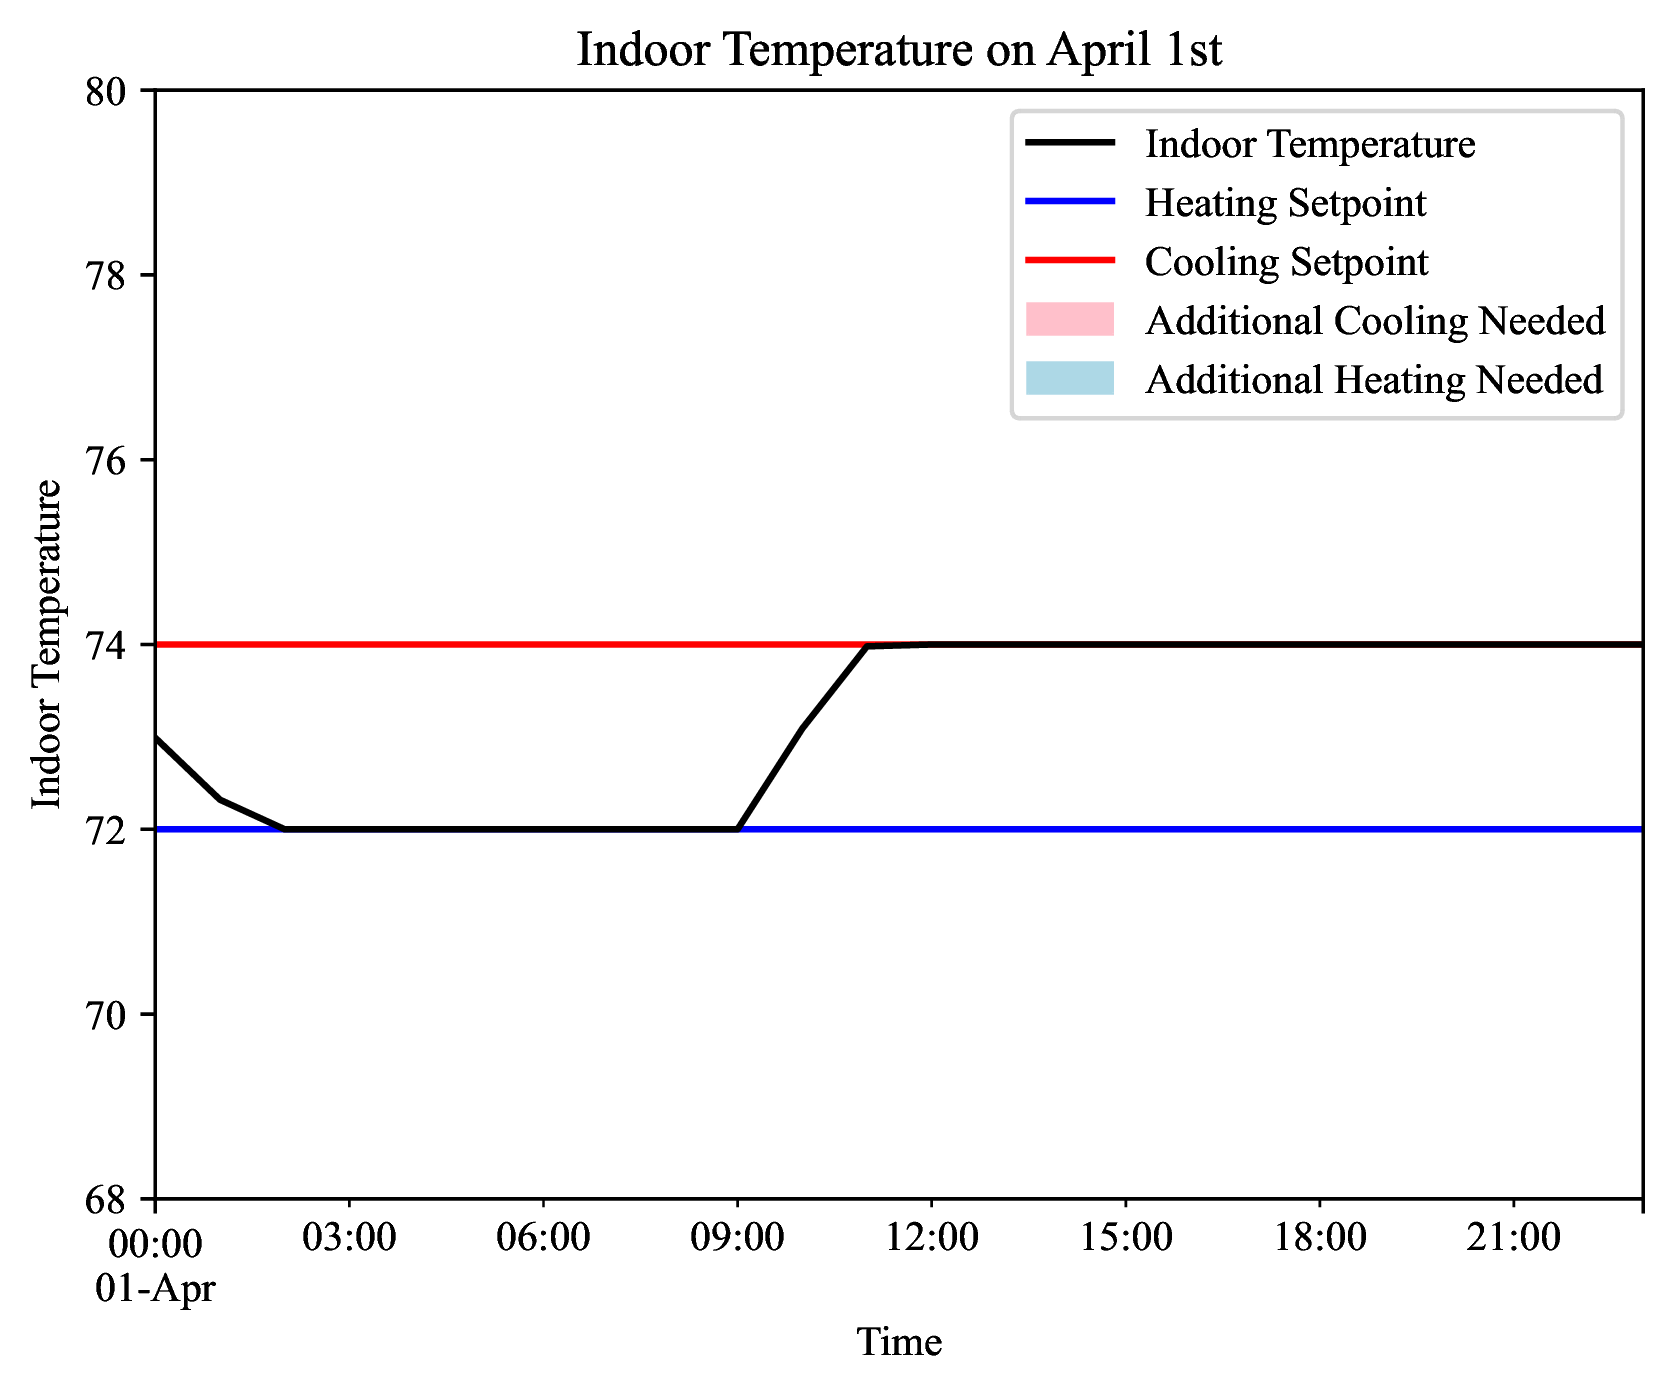 Indoor Temperature on April 1st
80
78
76
74
72
70
68
Indoor Temperature
Indoor Temperature
Heating Setpoint
Cooling Setpoint
Additional Cooling Needed
Additional Heating Needed
00:00 03:00 06:00 09:00 12:00 15:00 18:00 21:00
01-Apr
Time